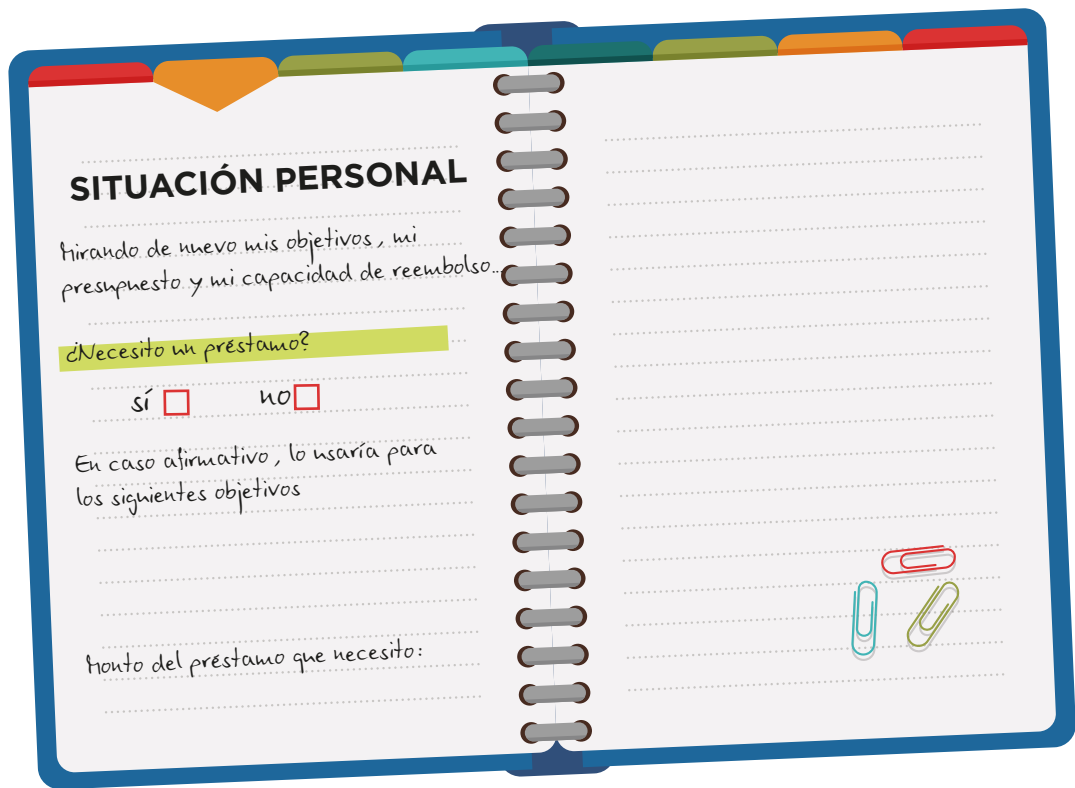 SITUACIÓN PERSONAL
Mirando de nuevo mis objetivos, mi
presupuesto y mi capacidad de reembolso...
¿Necesito un préstamo?
sí no
En caso afirmativo, lo usaría para
los siguientes objetivos
Monto del préstamo que necesito: